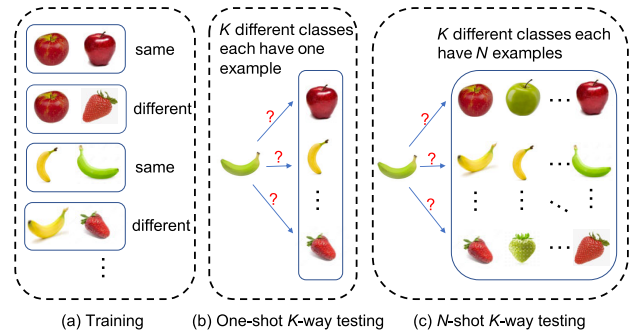 same
different
same
different
(a) Training
K different classes
each have one
example
?
?
?
(b) One-shot K-way testing
K different classes each
have N examples
?
?
?
(c) N-shot K-way testing